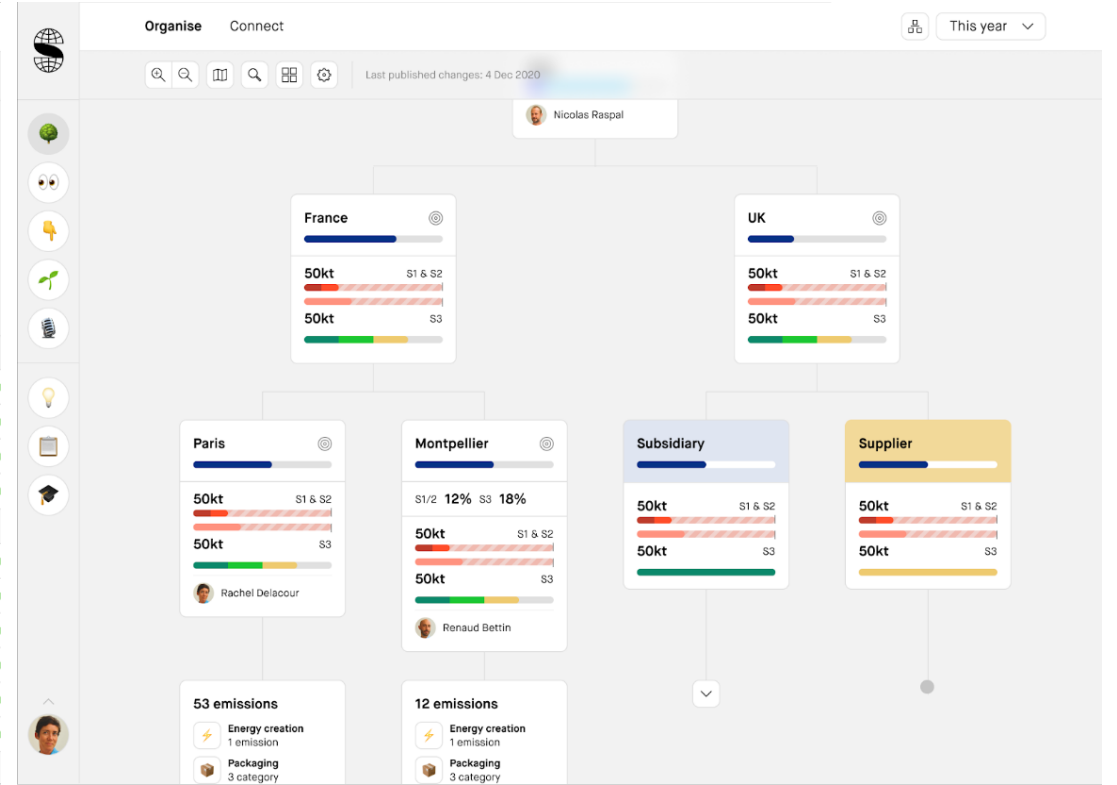 Organise Connect This year
Last published changes: 4 Dec 2020
Nicolas Raspal
France
50kt S1 & S2
50kt S3
UK
50kt S1 & S2
50kt S3
Paris
50kt S1 & S2
50kt S3
Rachel Delacour
Montpellier
S1/2 12% S3 18%
50kt S1 & S2
50kt S3
Renaud Bettin
Subsidiary
50kt S1 & S2
50kt S3
Supplier
50kt S1 & S2
50kt S3
53 emissions
Energy creation
1 emission
Packaging
3 category
12 emissions
Energy creation
1 emission
Packaging
3 category